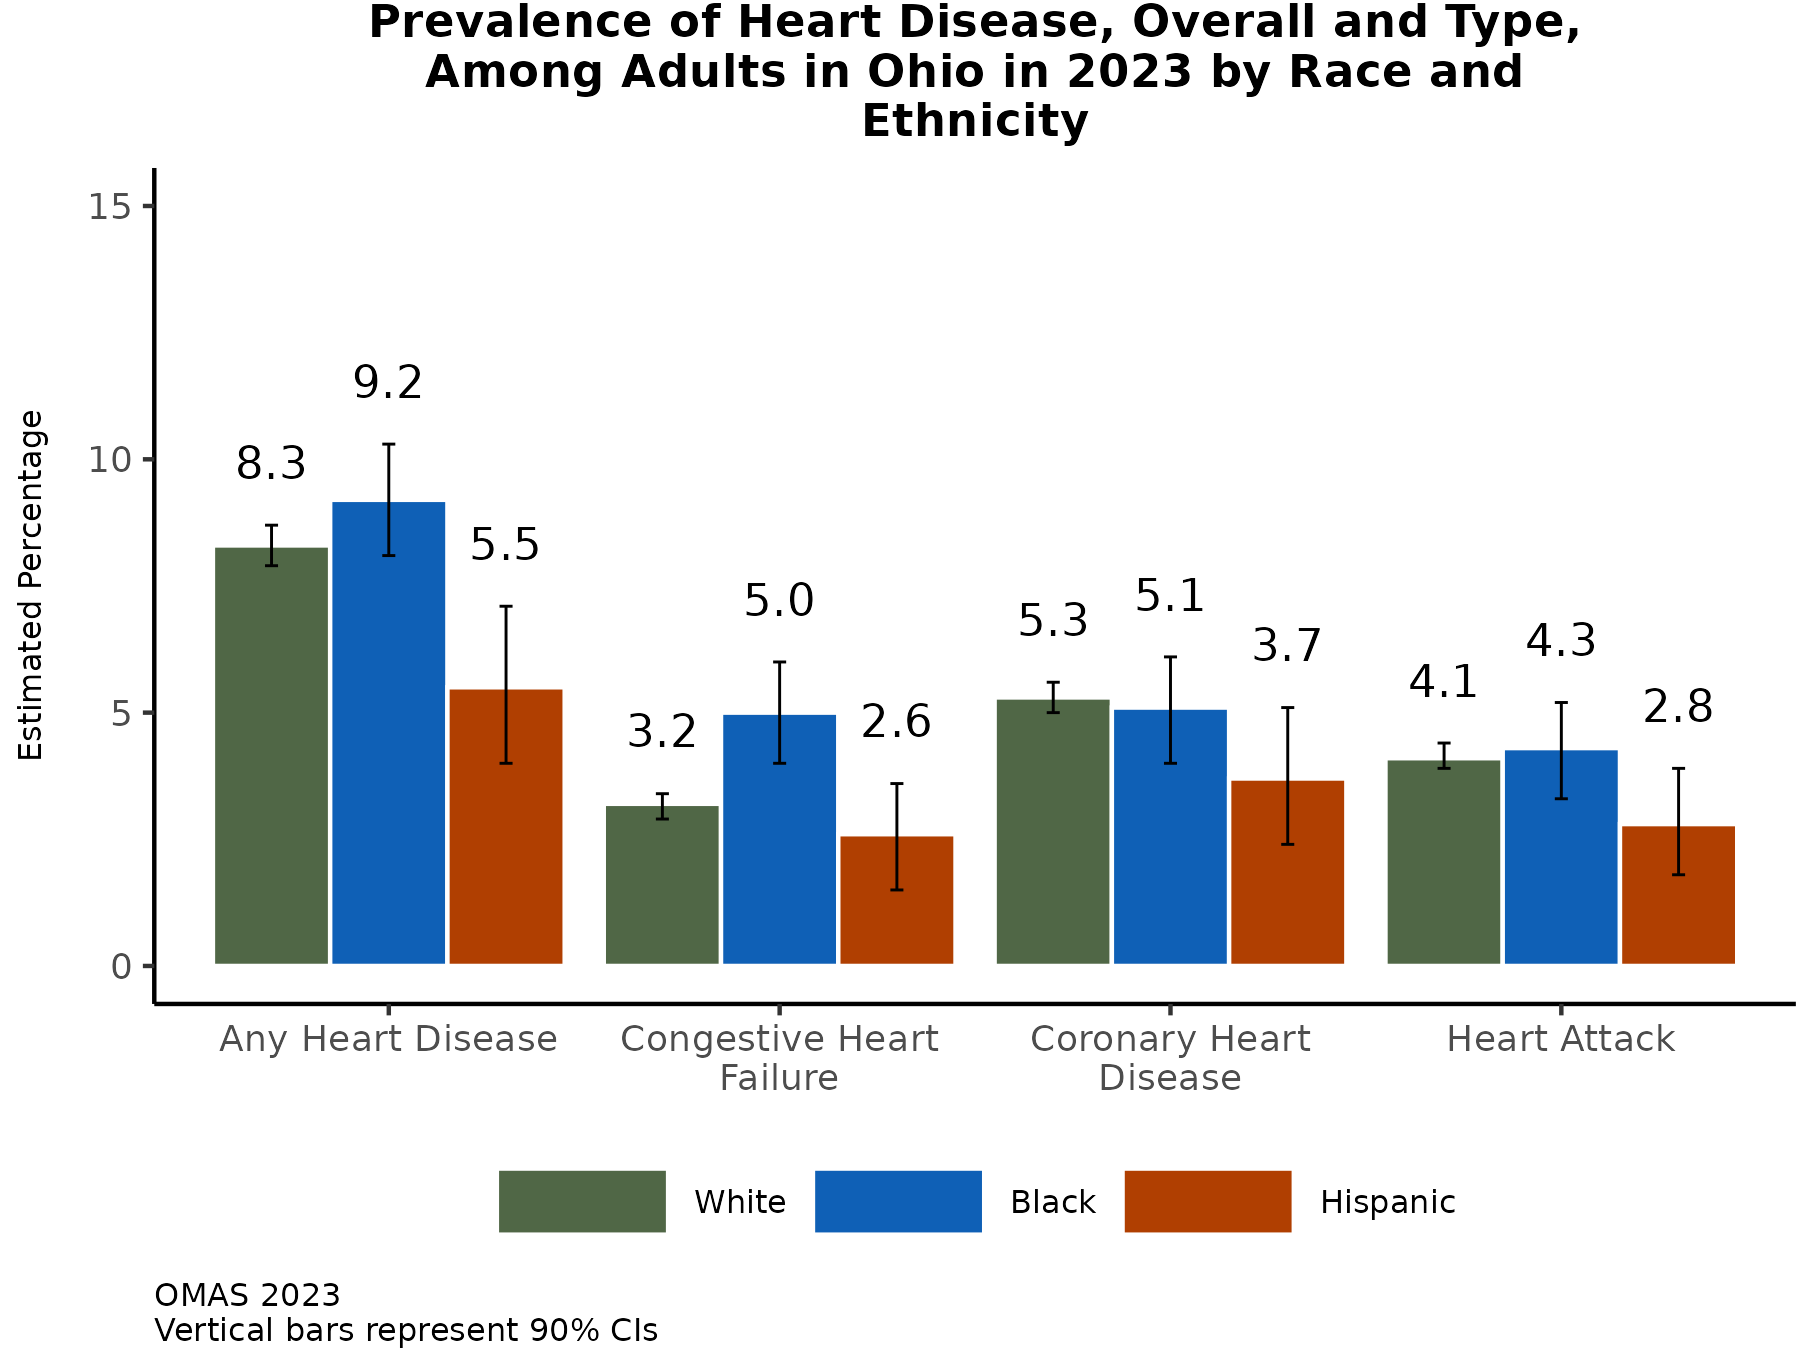 Prevalence of Heart Disease, Overall and Type,
Among Adults in Ohio in 2023 by Race and
Ethnicity
Estimated Percentage
15
10
5
0
8.3
9.2
5.5
3.2
5.0
2.6
5.3
5.1
3.7
4.1
4.3
2.8
Any Heart Disease
Congestive Heart
Failure
Coronary Heart
Disease
Heart Attack
White
Black
Hispanic
OMAS 2023
Vertical bars represent 90% CIs